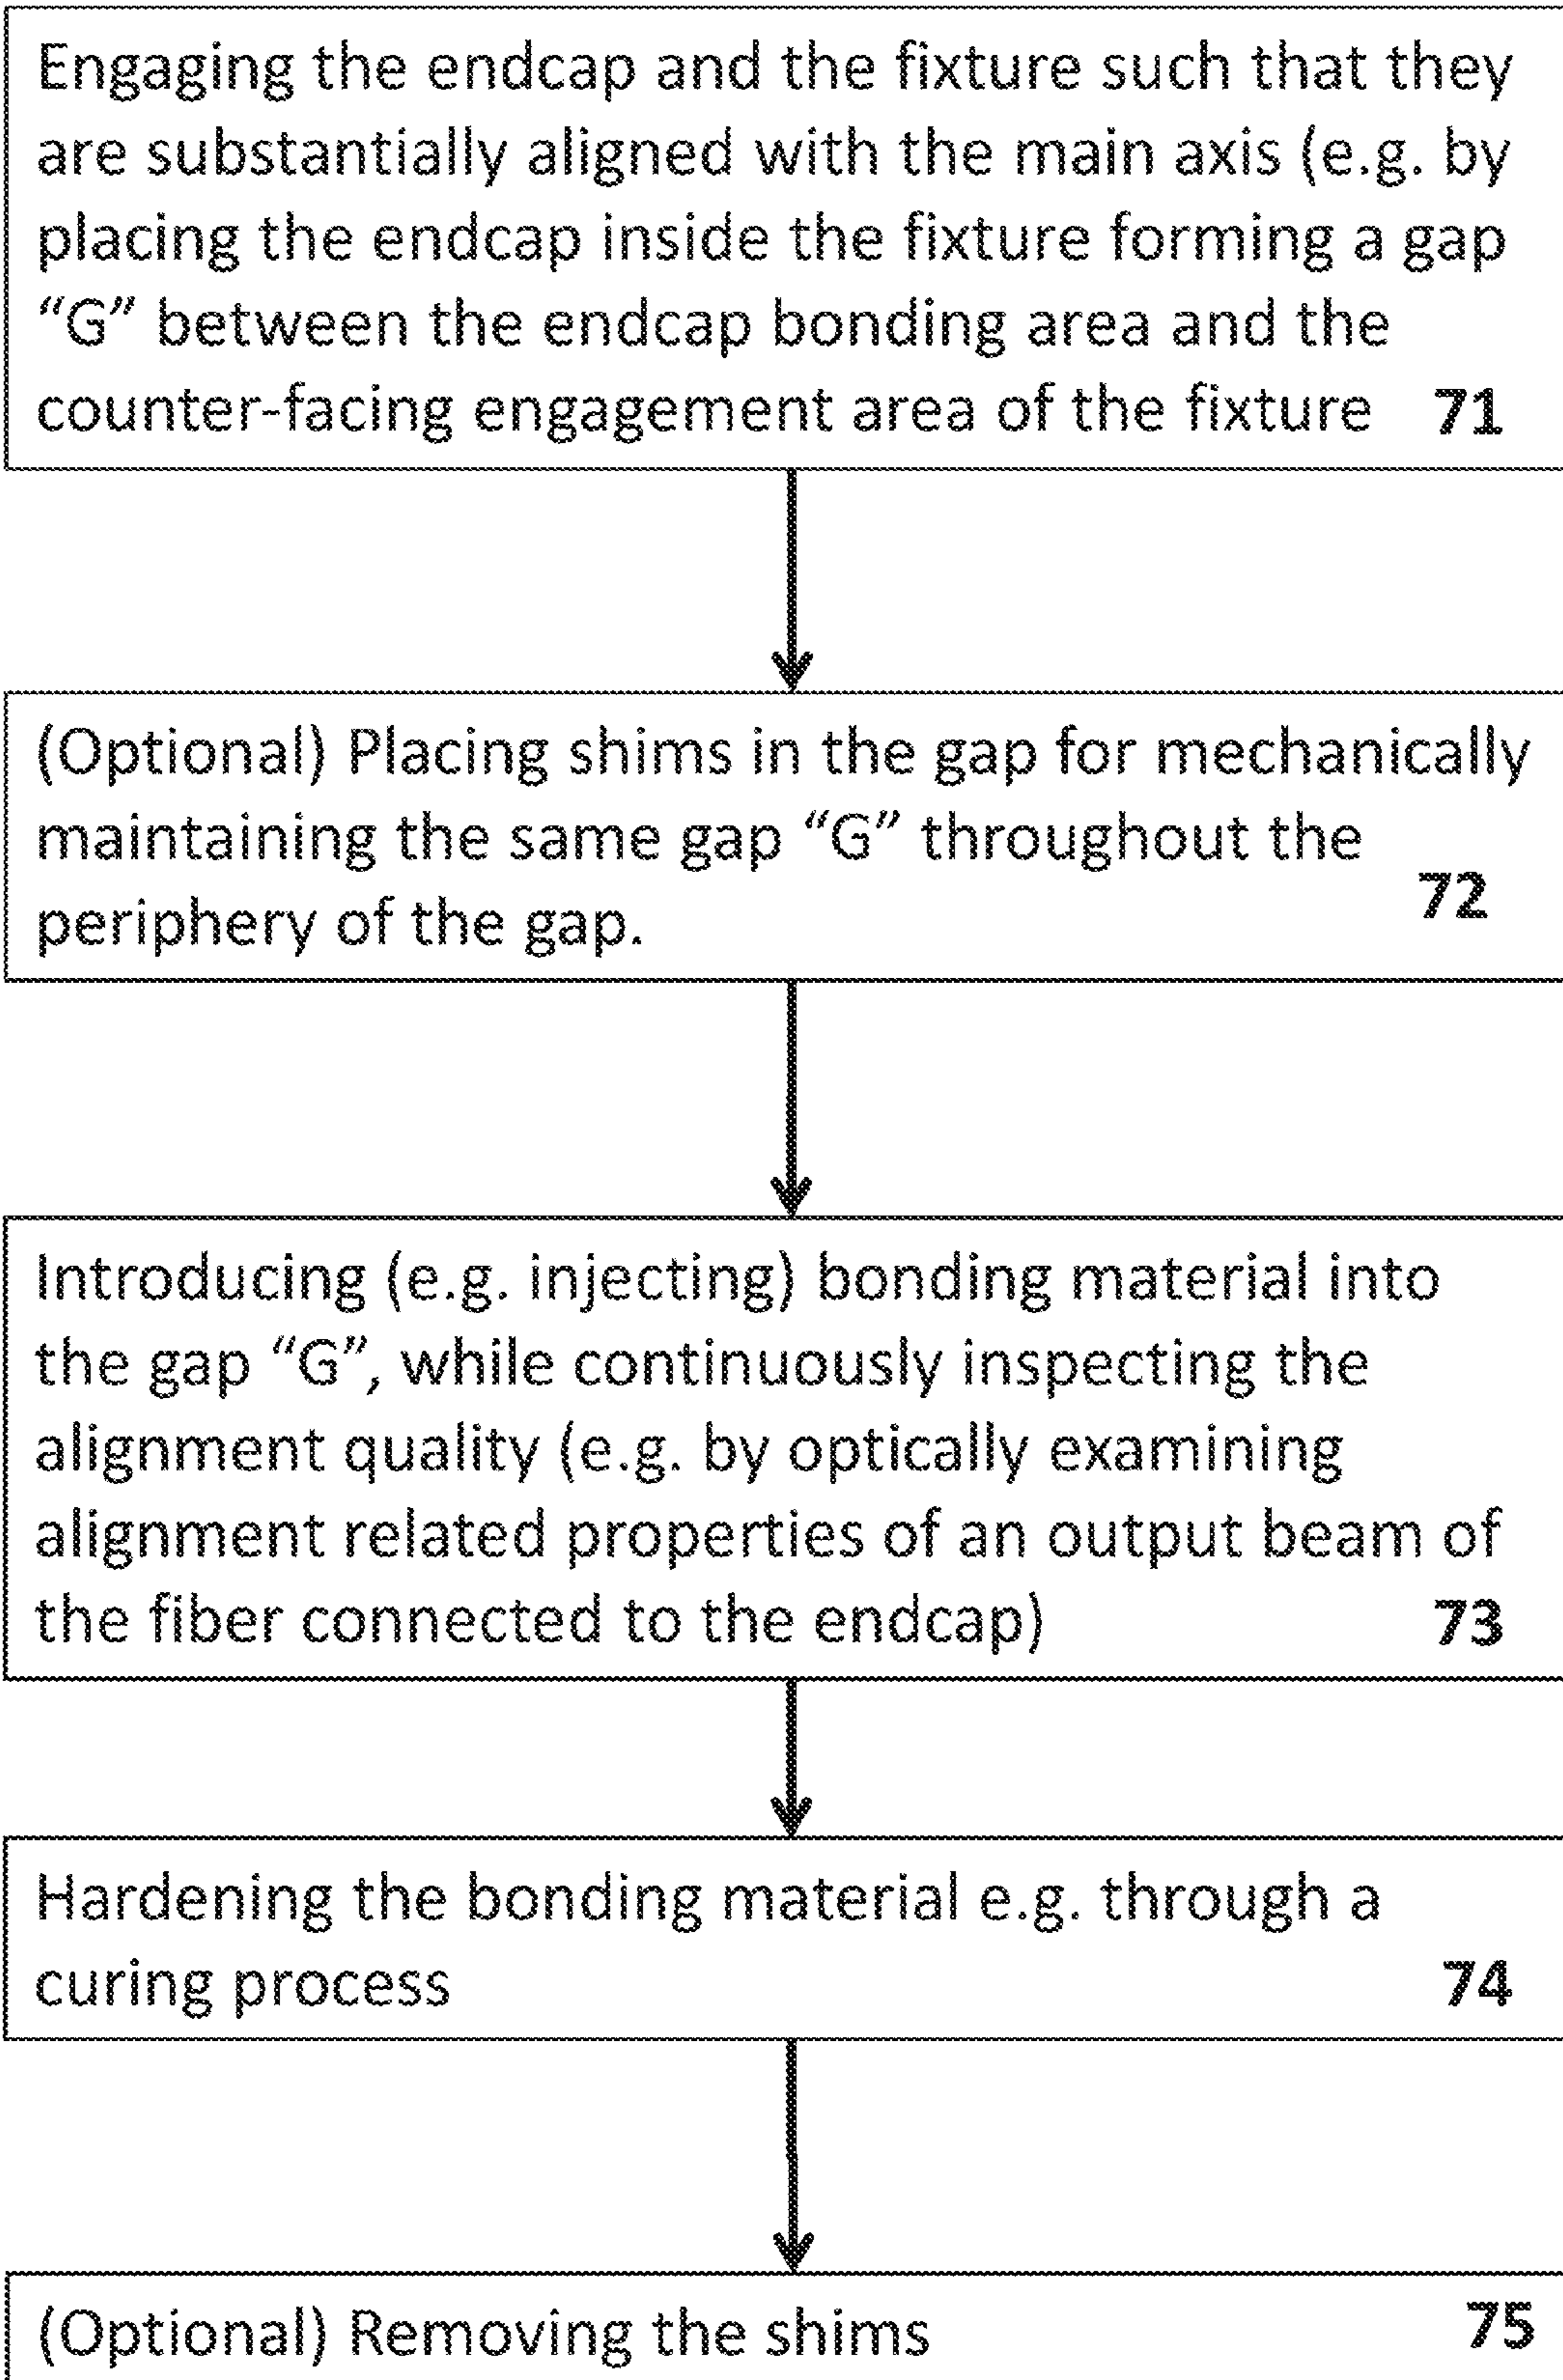 Engaging the endcap and the fixture such that they
are substantially aligned with the main axis (e.g. by
placing the endcap inside the fixture forming a gap
“G” between the endcap bonding area and the
counter-facing engagement area of the fixture 71
(Optional) Placing shims in the gap for mechanically
maintaining the same gap “G” throughout the
72
periphery of the gap.
Introducing (e.g. injecting) bonding material into
the gap “G”, while continuously inspecting the
alignment quality (e.g. by optically examining
alignment related properties of an output beam of
the fiber connected to the endcap) 73
Hardening the bonding material e.g. through a
curing process 74
(Optional) Removing the shims 75